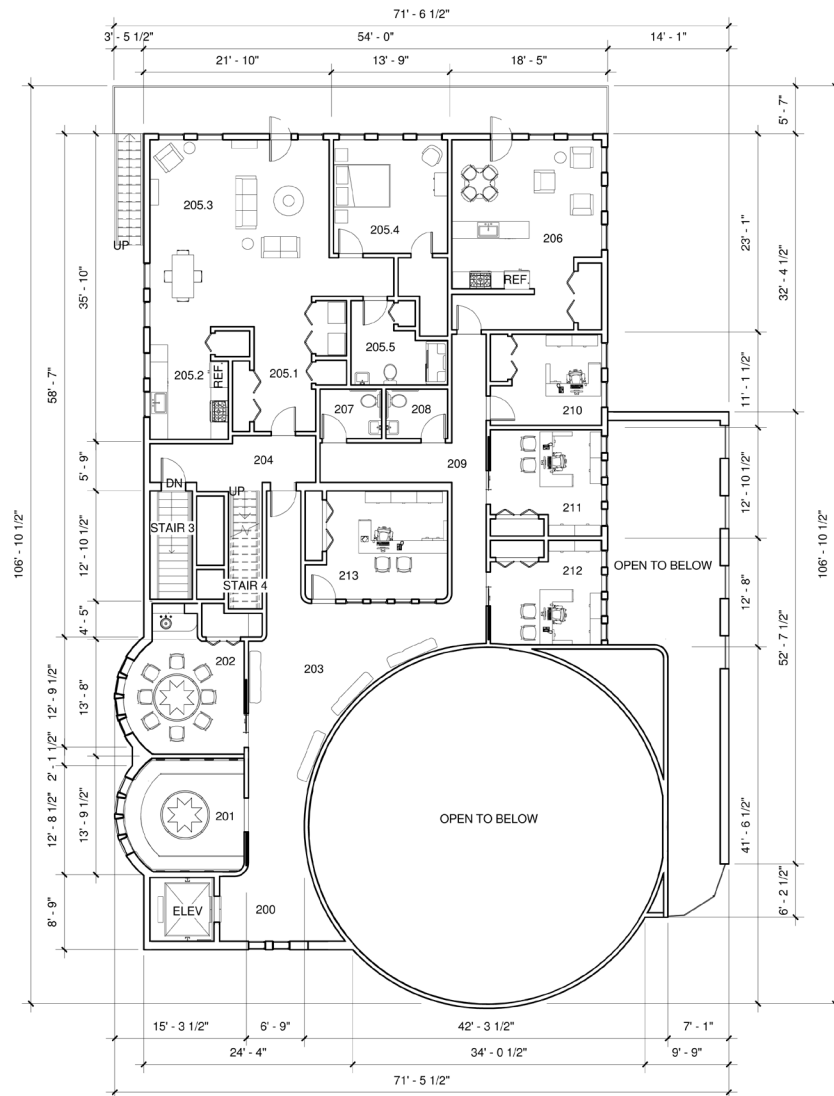 71' - 6 1/2"
3' - 5 1/2" 54' - 0" 14' - 1"
21' - 10" 13' - 9" 18' - 5"
5' - 7"
205.3
205.4
206
UP
REF.
23' - 1"
32' - 4 1/2"
35' - 10"
58' - 7"
205.2
REF.
205.1
205.5
207
208
210
11' - 1 1/2"
204
209
5' - 9"
DN
UP
STAIR 3
211
12' - 10 1/2"
106' - 10 1/2"
106' - 10 1/2"
12' - 10 1/2"
OPEN TO BELOW
213
212
STAIR 4
12' - 8"
4' - 5"
202
203
52' - 7 1/2"
12' - 9 1/2"
13' - 8"
2' - 1 1/2"
201
OPEN TO BELOW
12' - 8 1/2"
13' - 9 1/2"
41' - 6 1/2"
6' - 2 1/2"
ELEV
200
8' - 9"
15' - 3 1/2" 6' - 9" 42' - 3 1/2" 7' - 1"
24' - 4" 34' - 0 1/2" 9' - 9"
71' - 5 1/2"